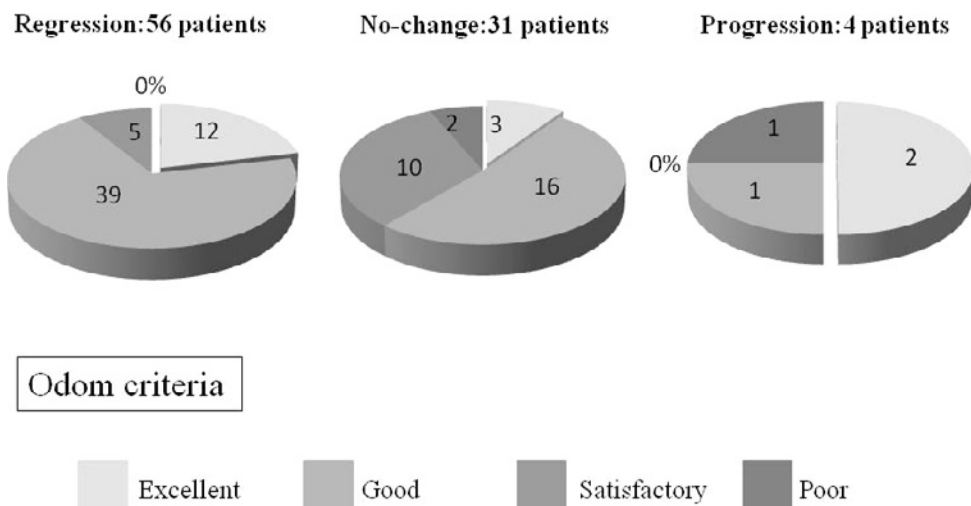 Regression:56 patients
No-change:31 patients
Progression:4 patients
0%
5
12
39
2
3
10
16
1
2
0%
1
Odom criteria
Excellent
Good
Satisfactory
Poor